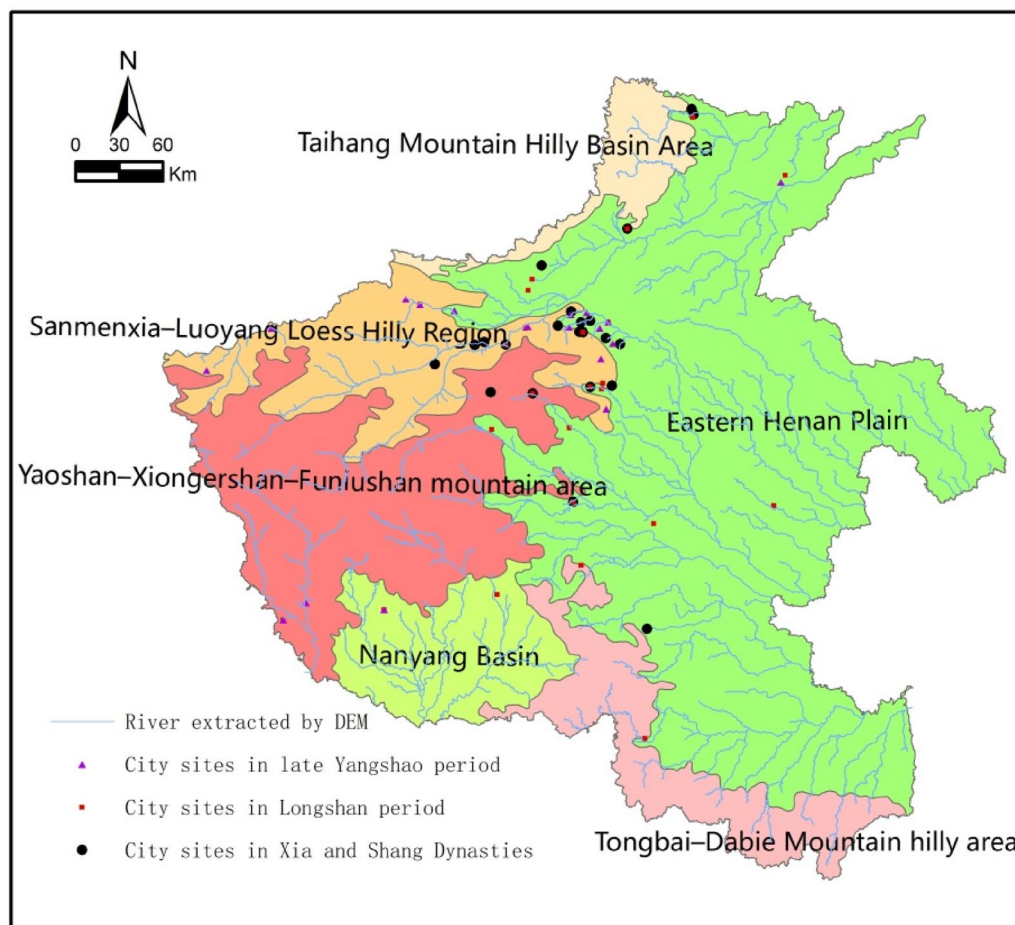 N
0 30 60
Km
Taihang Mountain Hilly Basin Area
Sanmenxia–Luoyang Loess Hilly Region
Eastern Henan Plain
Yaoshan–Xiongershan–Funiushan mountain area
Nanyang Basin
River extracted by DEM
City sites in late Yangshao period
City sites in Longshan period
City sites in Xia and Shang Dynasties
Tongbai–Dabie Mountain hilly area